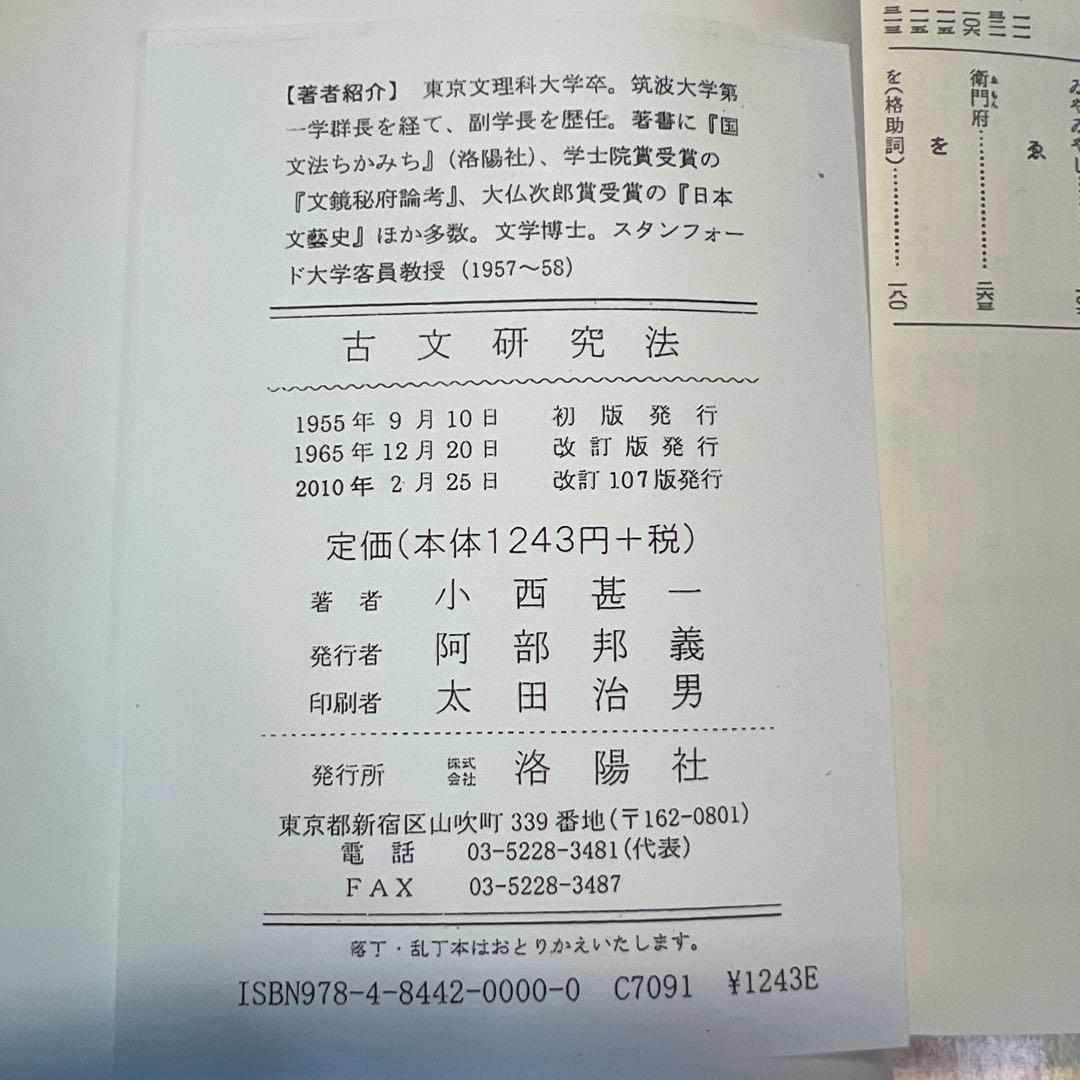 【著者紹介】 東京文理科大学卒。筑波大学第
一学群長を経て、副学長を歴任。著書に『国
文法ちかみち』(洛陽社)、学士院賞受賞の
『文鏡秘府論考』、大仏次郎賞受賞の『日本
文藝史』ほか多数。文学博士。スタンフォー
ド大学客員教授 (1957〜58)
古文研究法
1955年 9月10日 初版発行
1965年12月20日 改訂版発行
2010年 2月25日 改訂107版発行
定価(本体1243円+税)
著者 小西甚一
発行者 阿部邦義
印刷者 太田治男
発行所 株式会社 洛陽社
東京都新宿区山吹町339番地(〒162-0801)
電話 03-5228-3481(代表)
FAX 03-5228-3487
落丁・乱丁本はおとりかえいたします。
ISBN978-4-8442-0000-0 C7091 ¥1243E
ゑ
衛門府……………………二六三
を
を(格助詞)……………一八〇